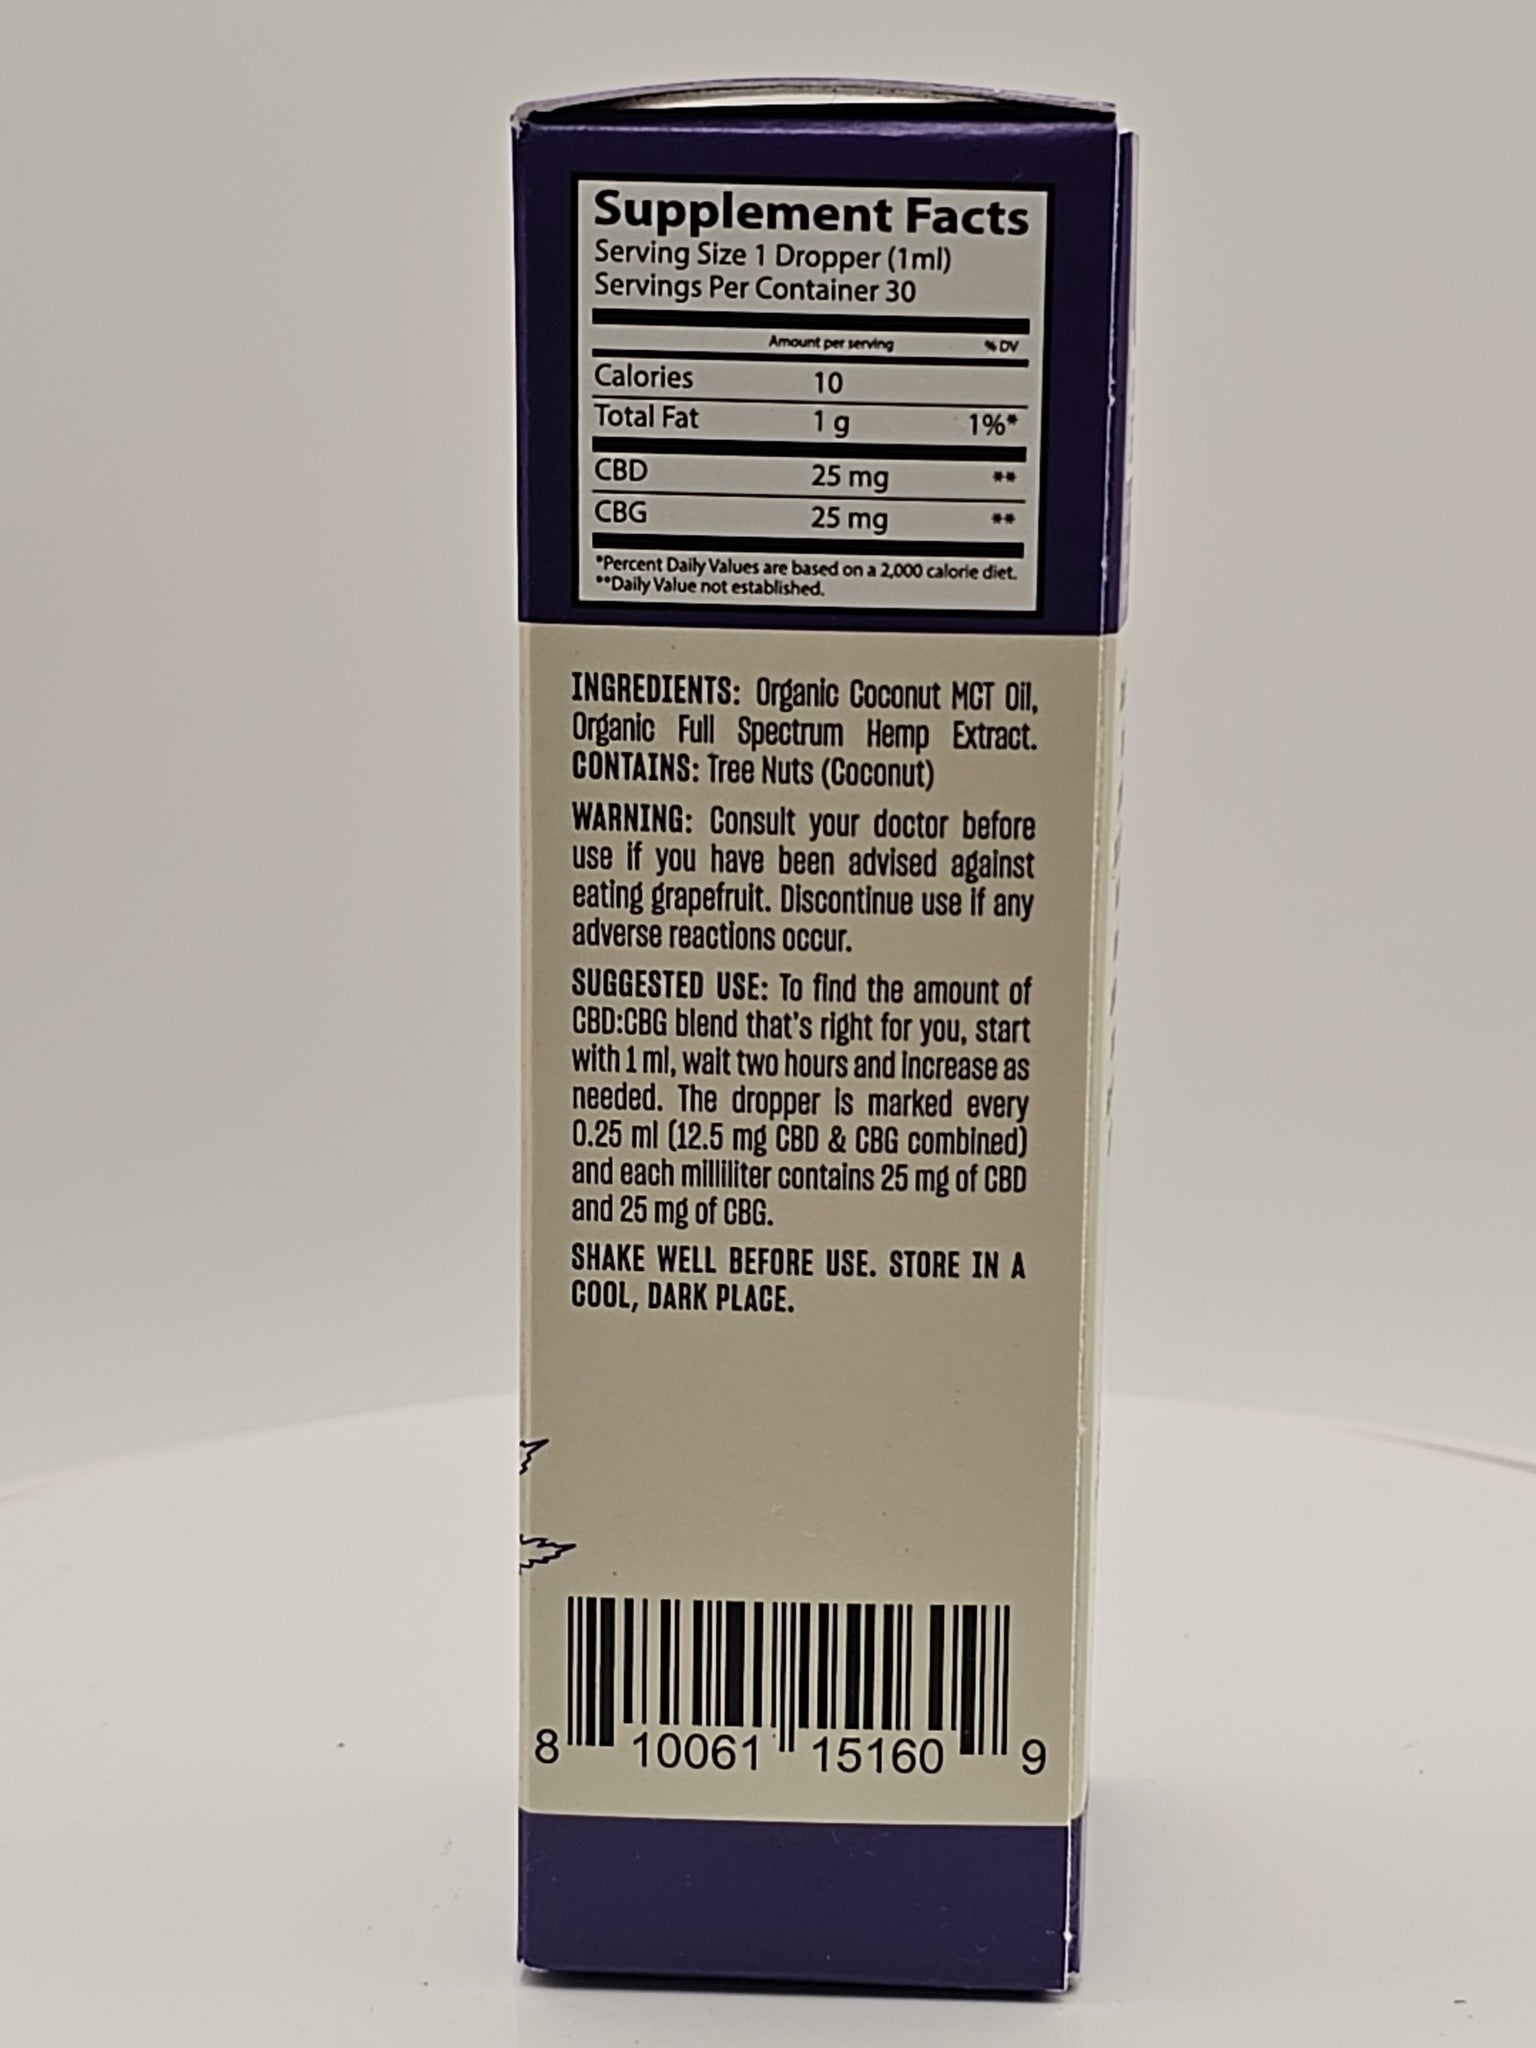 Supplement Facts
Serving Size 1 Dropper (1ml)
Servings Per Container 30
Amount per serving % DV
Calories 10
Total Fat 1 g 1%*
CBD 25 mg **
CBG 25 mg **
*Percent Daily Values are based on a 2,000 calorie diet.
**Daily Value not established.
INGREDIENTS: Organic Coconut MCT Oil,
Organic Full Spectrum Hemp Extract.
CONTAINS: Tree Nuts (Coconut)
WARNING: Consult your doctor before
use if you have been advised against
eating grapefruit. Discontinue use if any
adverse reactions occur.
SUGGESTED USE: To find the amount of
CBD:CBG blend that's right for you, start
with 1 ml, wait two hours and increase as
needed. The dropper is marked every
0.25 ml (12.5 mg CBD & CBG combined)
and each milliliter contains 25 mg of CBD
and 25 mg of CBG.
SHAKE WELL BEFORE USE. STORE IN A
COOL, DARK PLACE.
8 10061 15160 9